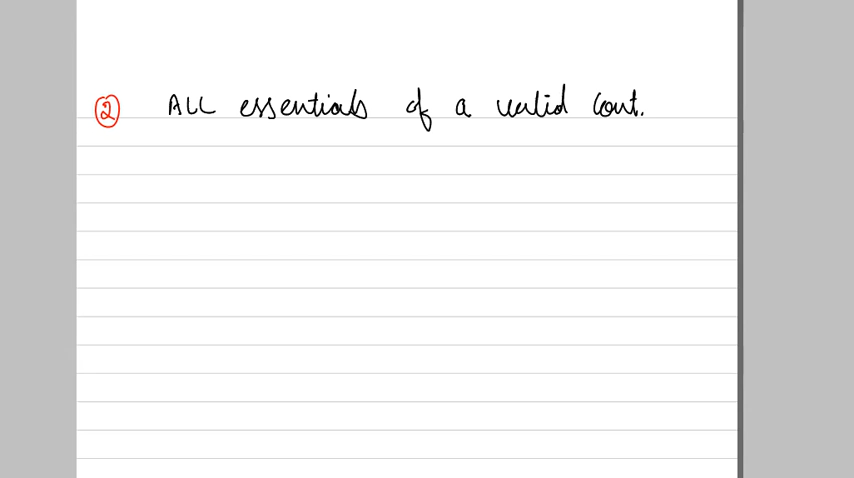 ② ALL essentials of a valid cont.